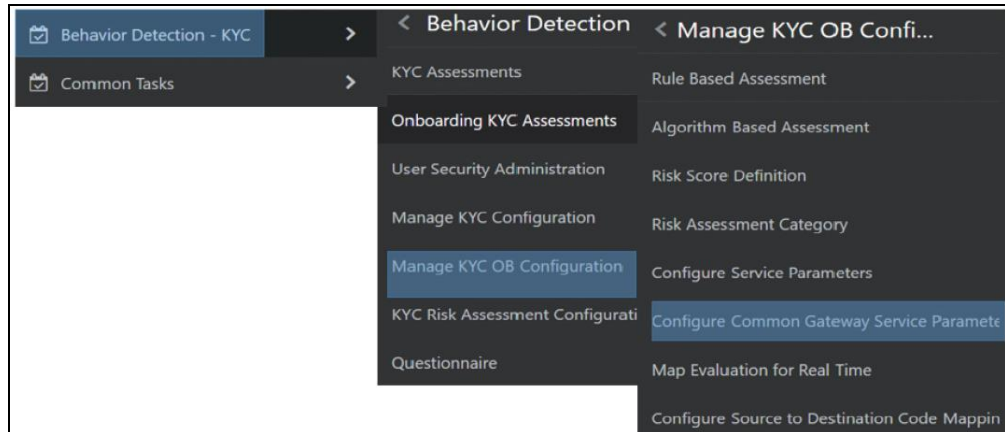 Behavior Detection - KYC
Common Tasks
Behavior Detection
KYC Assessments
Onboarding KYC Assessments
User Security Administration
Manage KYC Configuration
Manage KYC OB Configuration
KYC Risk Assessment Configurati
Questionnaire
Manage KYC OB Confi...
Rule Based Assessment
Algorithm Based Assessment
Risk Score Definition
Risk Assessment Category
Configure Service Parameters
Configure Common Gateway Service Paramete
Map Evaluation for Real Time
Configure Source to Destination Code Mappin